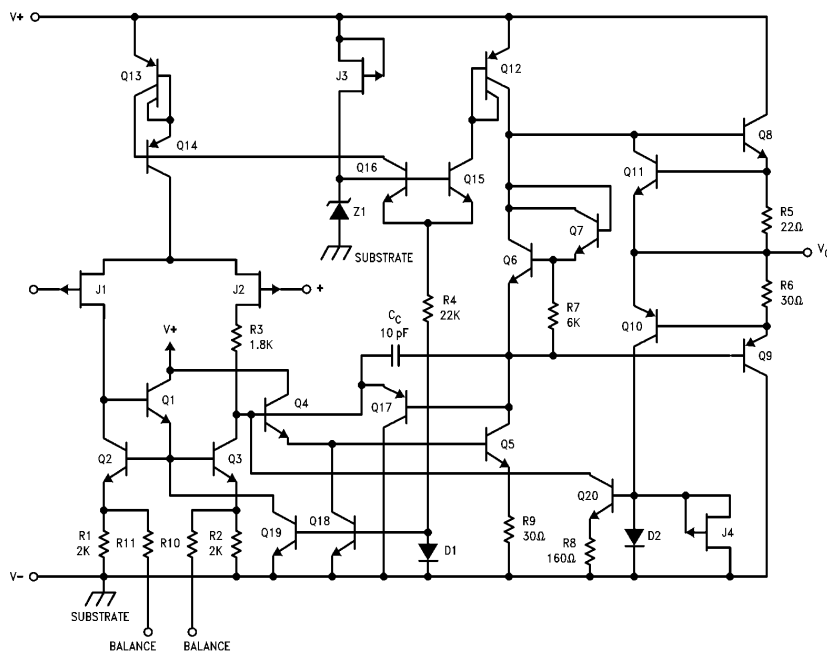 V+
Q13
J3
Q12
Q14
Q8
Q16
Q15
Q11
Z1
SUBSTRATE
Q7
R5
22Ω
Q6
V
J1
J2
+
R3
1.8K
R4
22K
R7
6K
R6
30Ω
Q10
CC
10 pF
Q9
V+
Q1
Q4
Q17
Q2
Q3
Q5
Q20
R1
2K
R11
R10
R2
2K
Q19
Q18
D1
R9
30Ω
R8
160Ω
D2
J4
V-
SUBSTRATE
BALANCE
BALANCE